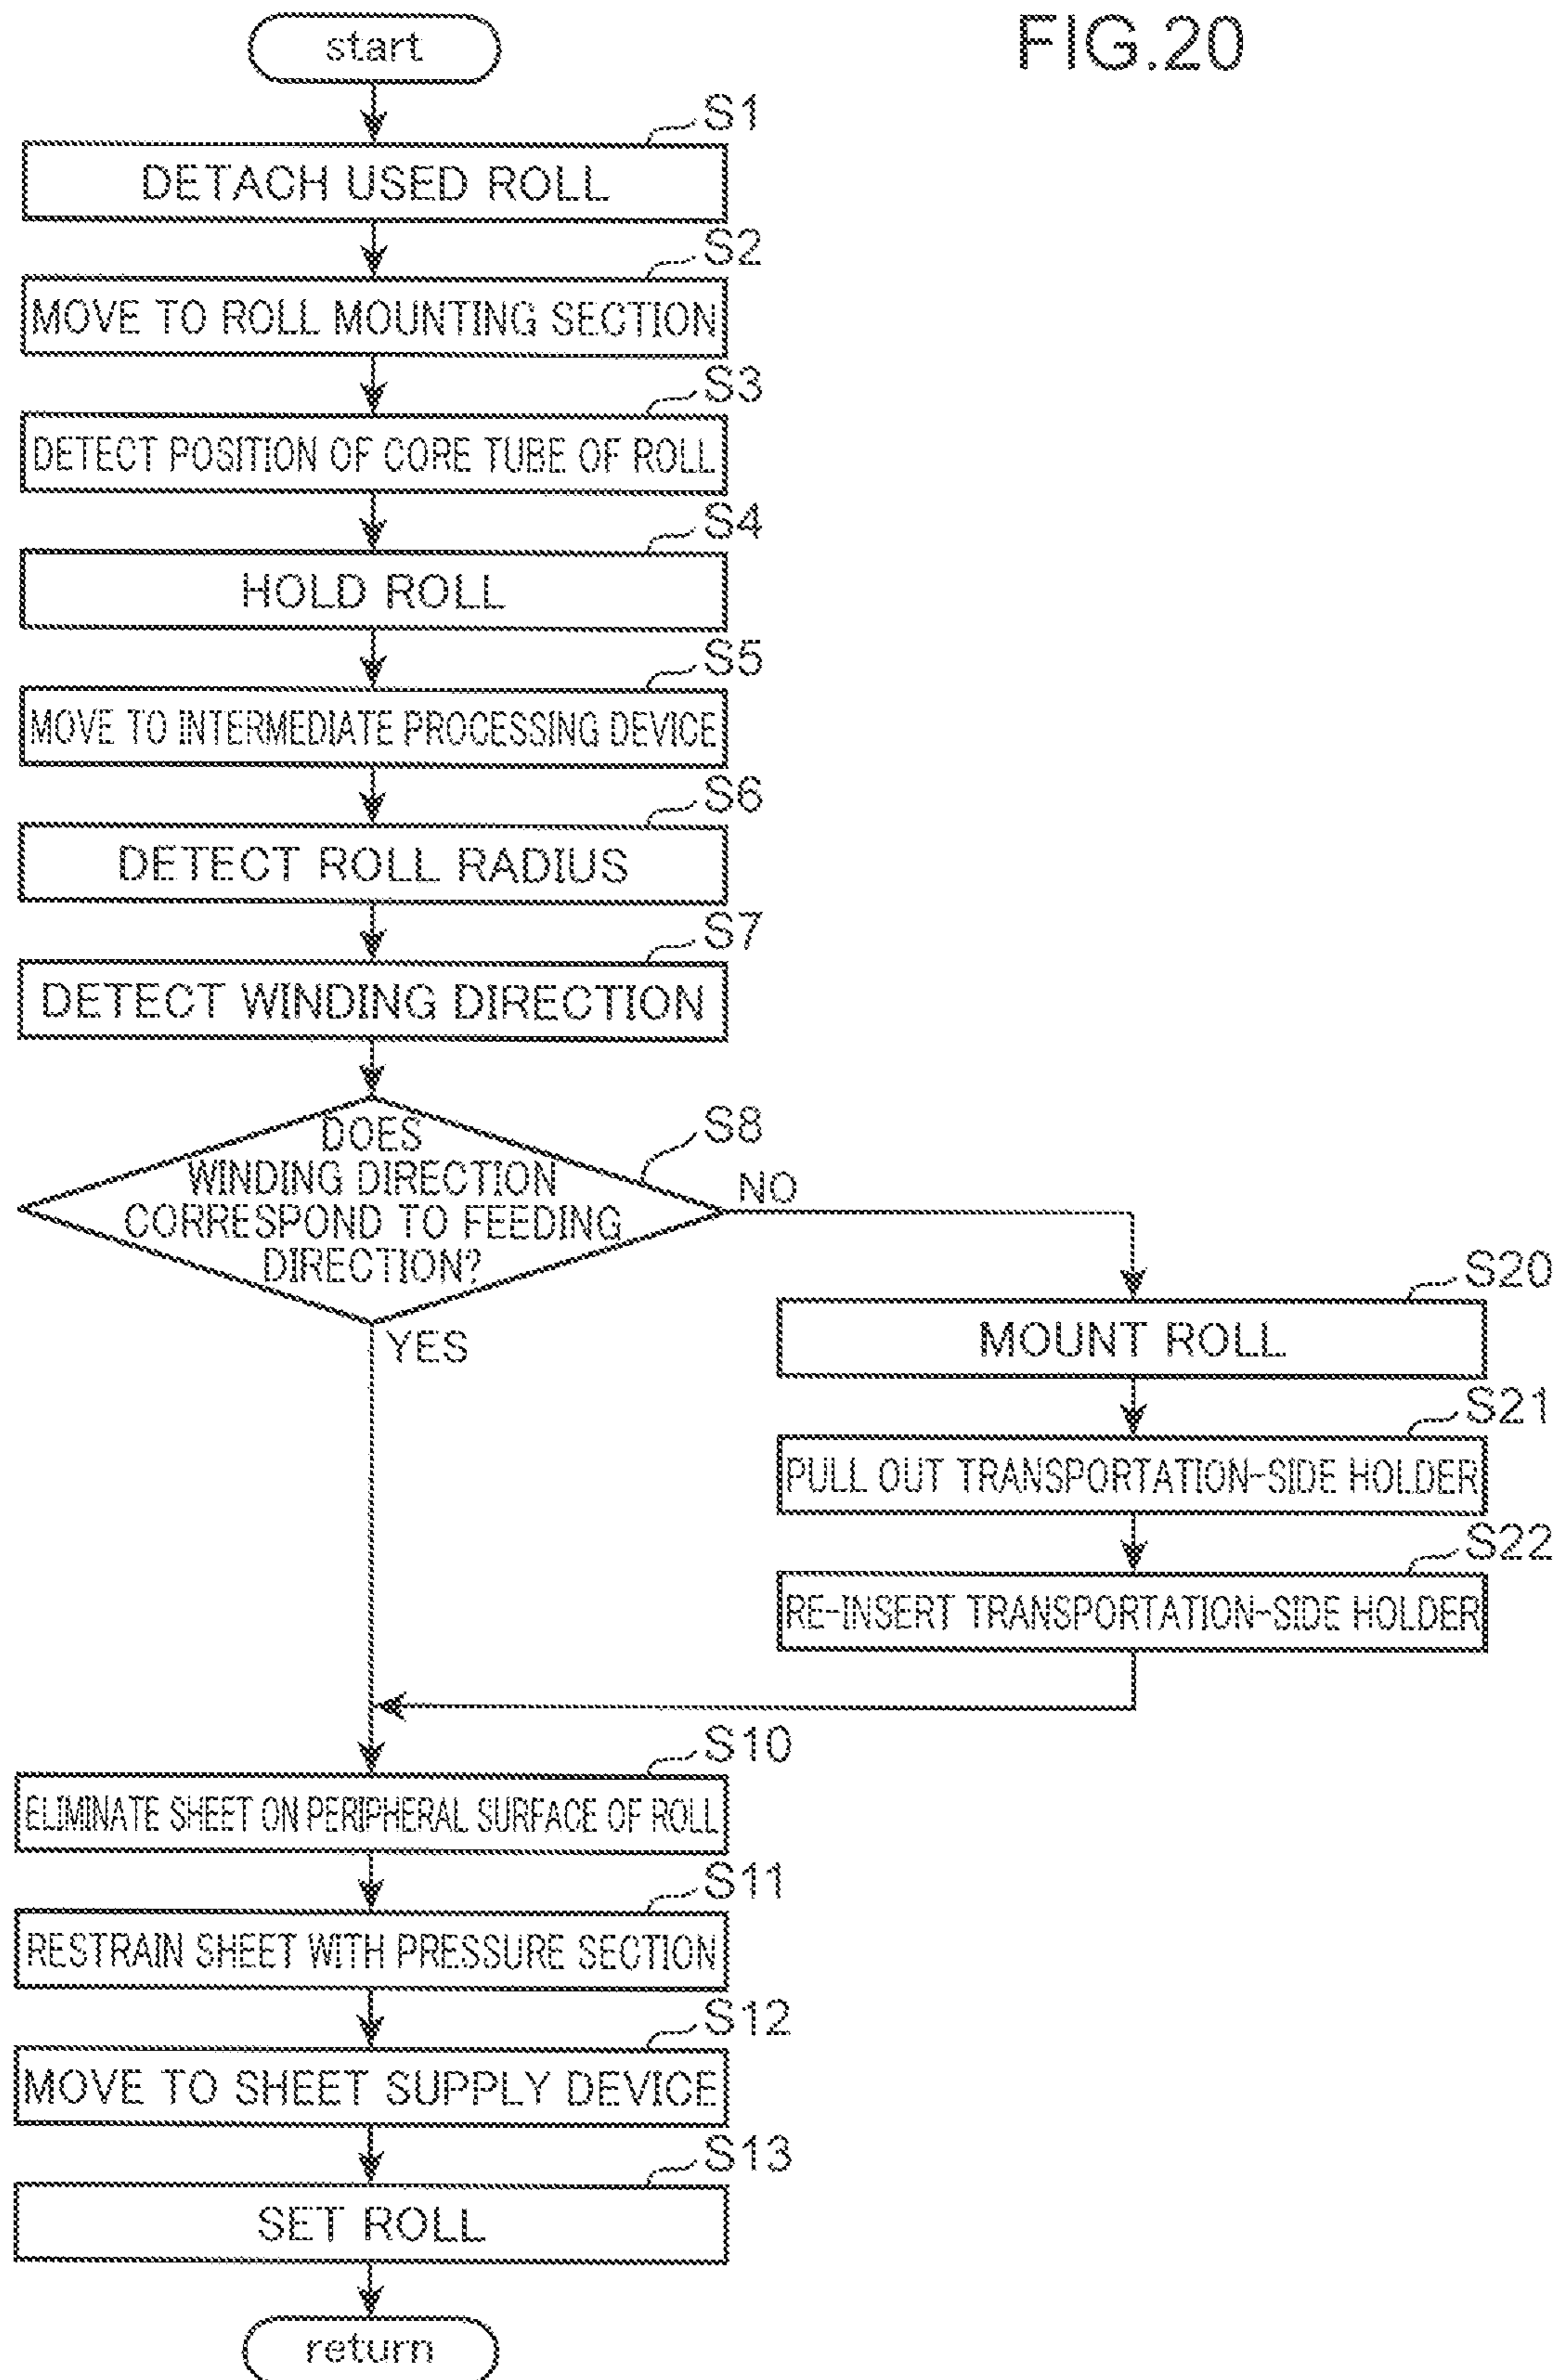 FIG.20
start
S1
DETACH USED ROLL
S2
MOVE TO ROLL MOUNTING SECTION
S3
DETECT POSITION OF CORE TUBE OF ROLL
S4
HOLD ROLL
S5
MOVE TO INTERMEDIATE PROCESSING DEVICE
S6
DETECT ROLL RADIUS
S7
DETECT WINDING DIRECTION
S8
DOES
WINDING DIRECTION
CORRESPOND TO FEEDING
DIRECTION?
NO
YES
S20
MOUNT ROLL
S21
PULL OUT TRANSPORTATION-SIDE HOLDER
S22
RE-INSERT TRANSPORTATION-SIDE HOLDER
S10
ELIMINATE SHEET ON PERIPHERAL SURFACE OF ROLL
S11
RESTRAIN SHEET WITH PRESSURE SECTION
S12
MOVE TO SHEET SUPPLY DEVICE
S13
SET ROLL
return